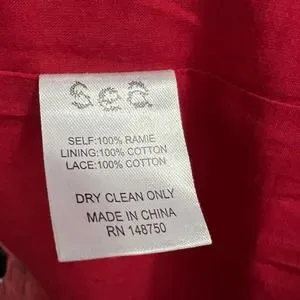 Sea
SELF:100% RAMIE
LINING:100% COTTON
LACE:100% COTTON
DRY CLEAN ONLY
MADE IN CHINA
RN 148750